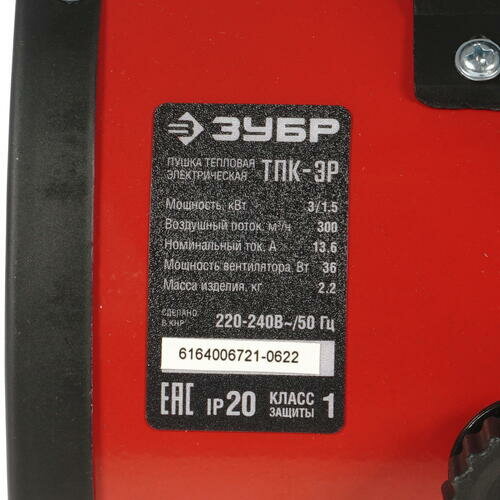 ЗУБР
ПУШКА ТЕПЛОВАЯ
ЭЛЕКТРИЧЕСКАЯ ТПК-3Р
Мощность, кВт 3/1.5
Воздушный поток, м³/ч 300
Номинальный ток, А 13.6
Мощность вентилятора, Вт 36
Масса изделия, кг 2.2
СДЕЛАНО
В КНР 220-240В~/50 Гц
6164006721-0622
EAC IP20 КЛАСС ЗАЩИТЫ 1